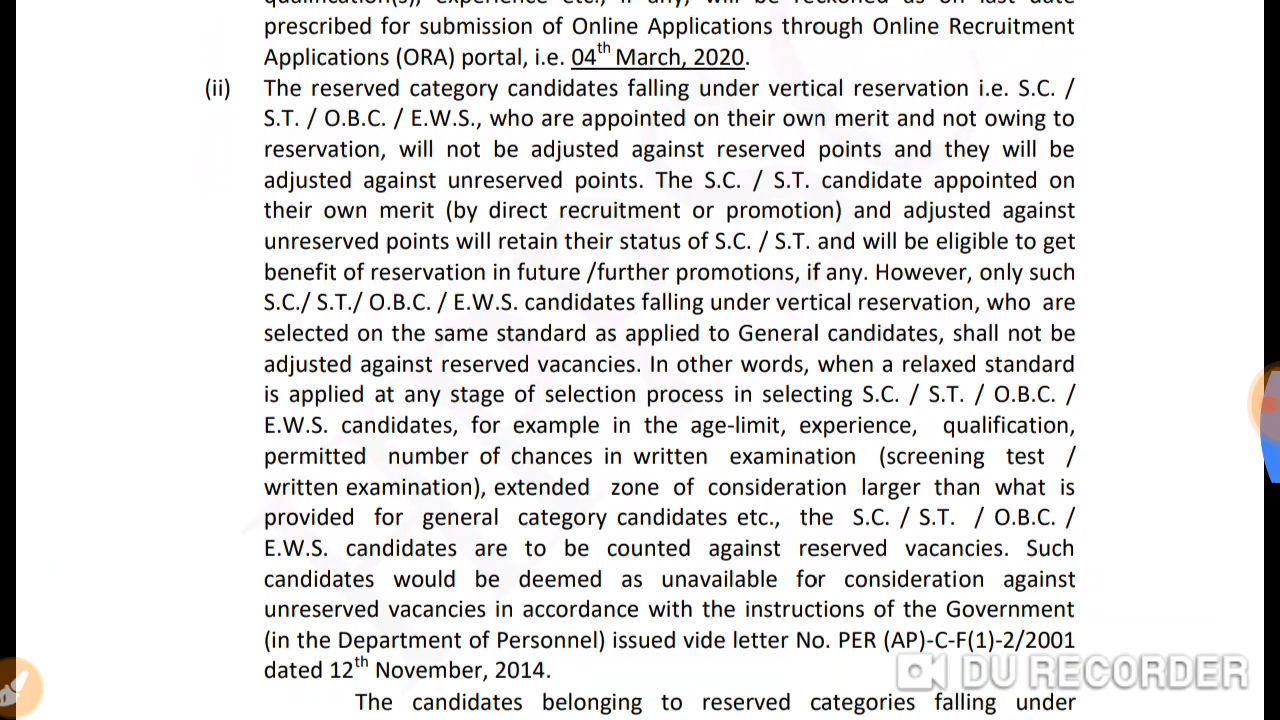 prescribed for submission of Online Applications through Online Recruitment
Applications (ORA) portal, i.e. 04th March, 2020.
(ii) The reserved category candidates falling under vertical reservation i.e. S.C. /
S.T. / O.B.C. / E.W.S., who are appointed on their own merit and not owing to
reservation, will not be adjusted against reserved points and they will be
adjusted against unreserved points. The S.C. / S.T. candidate appointed on
their own merit (by direct recruitment or promotion) and adjusted against
unreserved points will retain their status of S.C. / S.T. and will be eligible to get
benefit of reservation in future /further promotions, if any. However, only such
S.C./ S.T./ O.B.C. / E.W.S. candidates falling under vertical reservation, who are
selected on the same standard as applied to General candidates, shall not be
adjusted against reserved vacancies. In other words, when a relaxed standard
is applied at any stage of selection process in selecting S.C. / S.T. / O.B.C. /
E.W.S. candidates, for example in the age-limit, experience, qualification,
permitted number of chances in written examination (screening test /
written examination), extended zone of consideration larger than what is
provided for general category candidates etc., the S.C. / S.T. / O.B.C. /
E.W.S. candidates are to be counted against reserved vacancies. Such
candidates would be deemed as unavailable for consideration against
unreserved vacancies in accordance with the instructions of the Government
(in the Department of Personnel) issued vide letter No. PER (AP)-C-F(1)-2/2001
dated 12th November, 2014.
DU RECORDER
The candidates belonging to reserved categories falling under